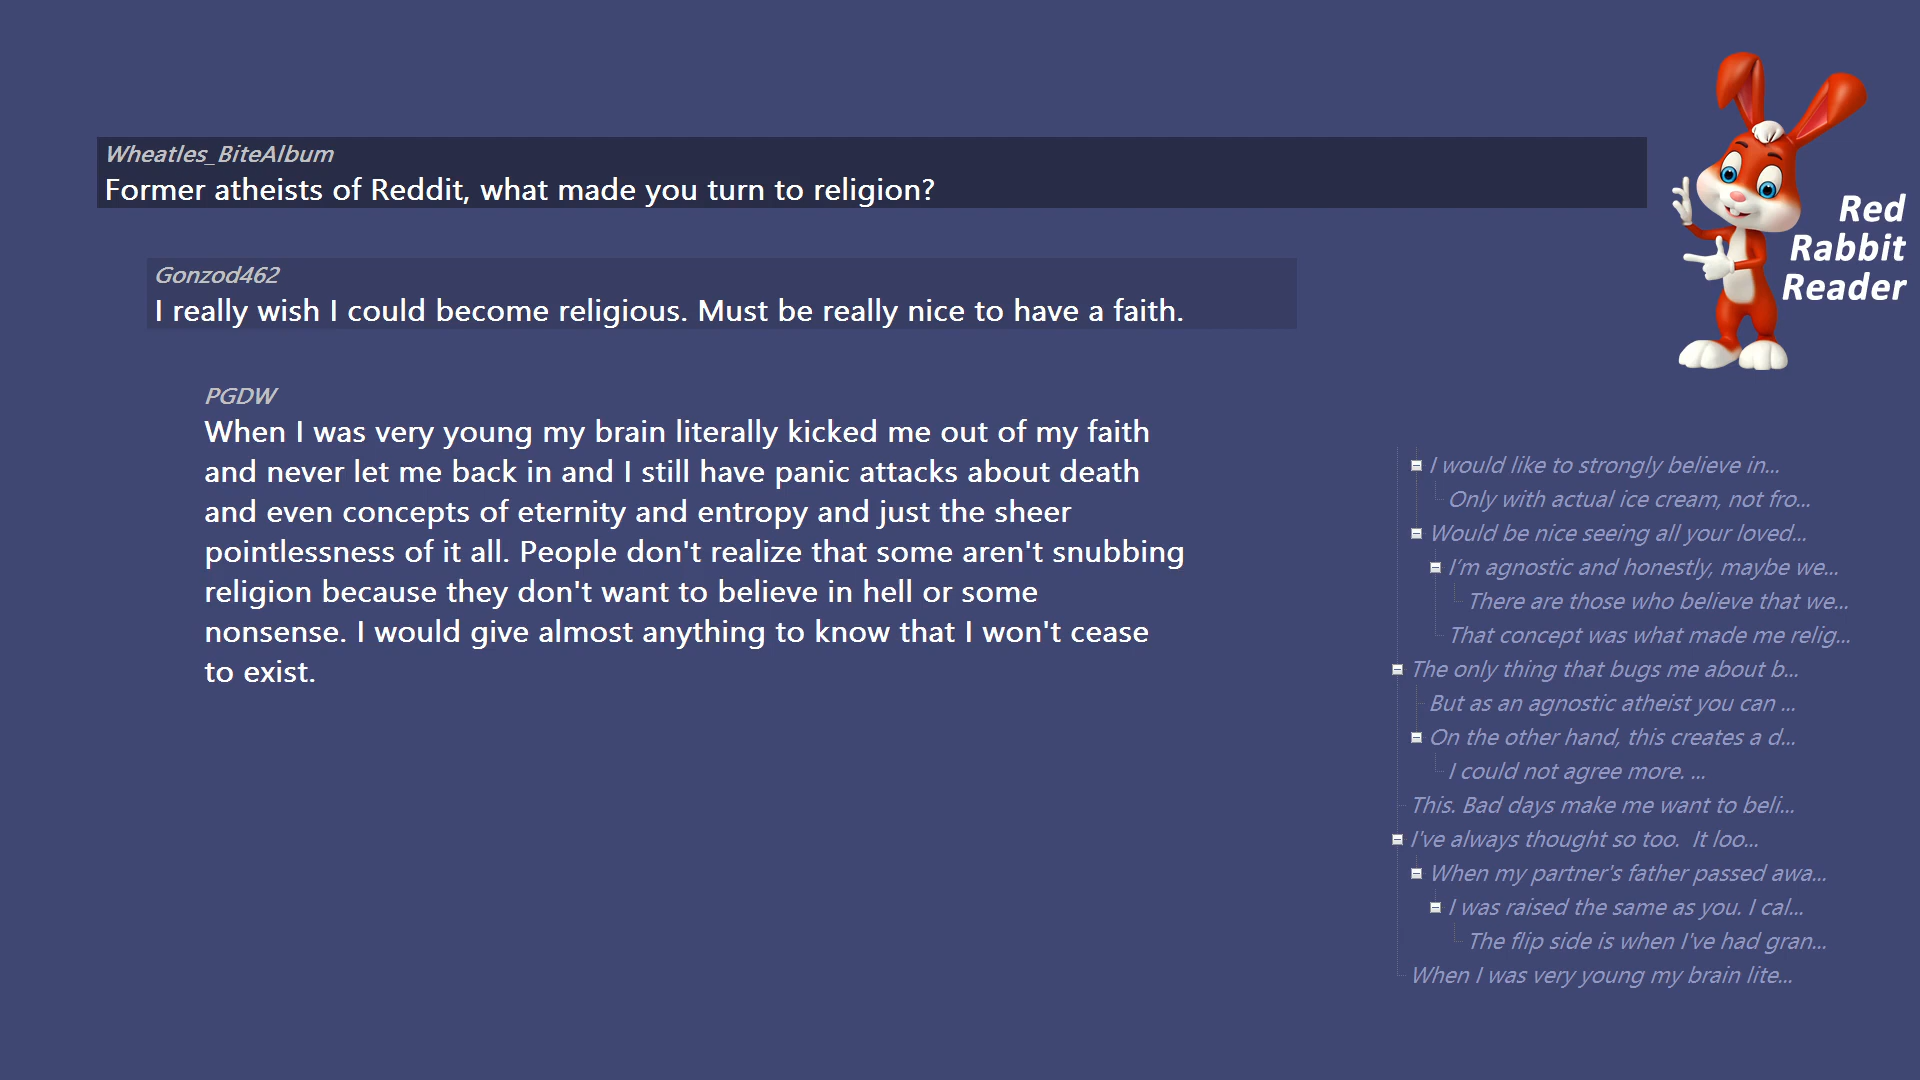 Wheatles_BiteAlbum
Former atheists of Reddit, what made you turn to religion?
Gonzod462
I really wish I could become religious. Must be really nice to have a faith.
PGDW
When I was very young my brain literally kicked me out of my faith
and never let me back in and I still have panic attacks about death
and even concepts of eternity and entropy and just the sheer
pointlessness of it all. People don't realize that some aren't snubbing
religion because they don't want to believe in hell or some
nonsense. I would give almost anything to know that I won't cease
to exist.
Red
Rabbit
Reader
I would like to strongly believe in...
Only with actual ice cream, not fro...
Would be nice seeing all your loved...
I'm agnostic and honestly, maybe we...
There are those who believe that we...
That concept was what made me relig...
The only thing that bugs me about b...
But as an agnostic atheist you can ...
On the other hand, this creates a d...
I could not agree more. ...
This. Bad days make me want to beli...
I've always thought so too.  It loo...
When my partner's father passed awa...
I was raised the same as you. I cal...
The flip side is when I've had gran...
When I was very young my brain lite...